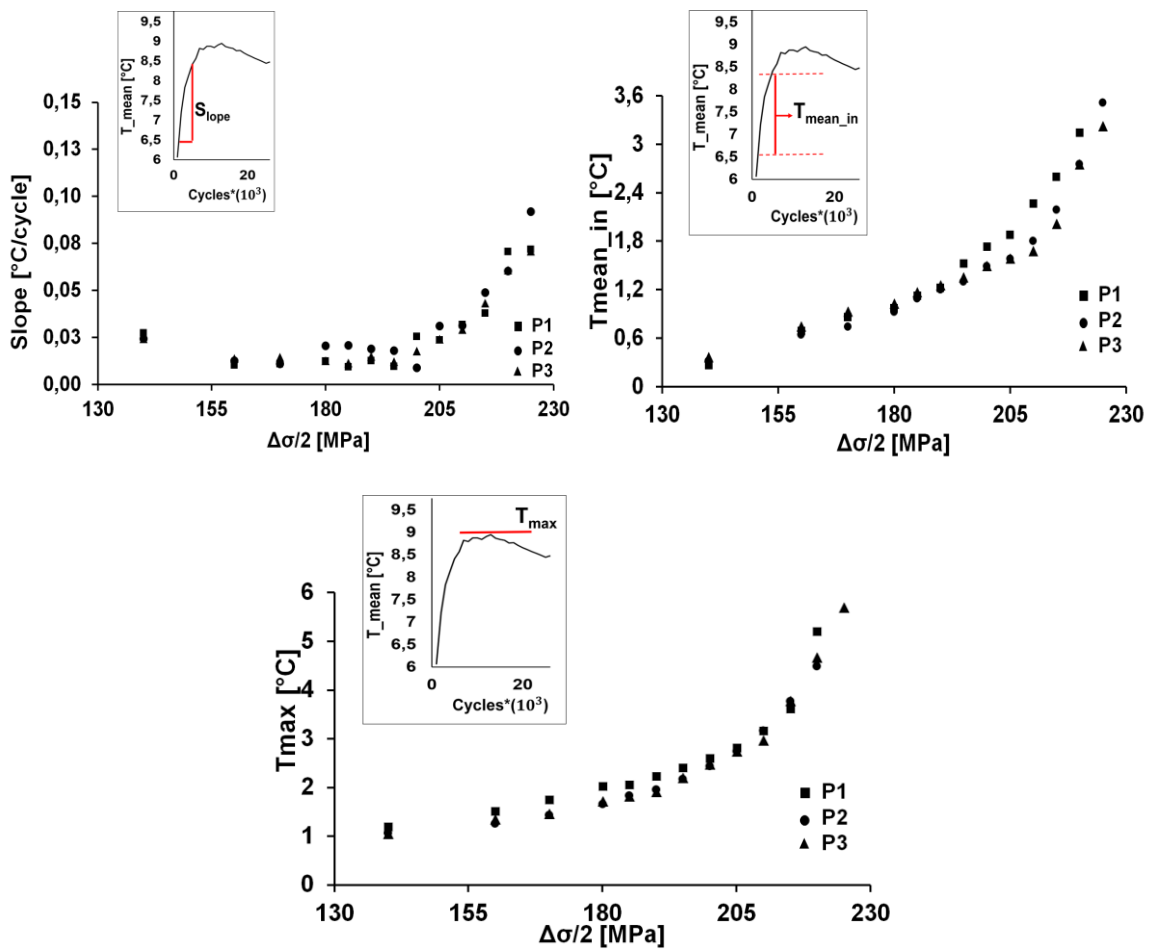 9,5
9
8,5
8
7,5
7
6,5
6
T_mean [°C]
S_lope
0
20
Cycles*(10³)
0,15
0,13
0,10
0,08
0,05
0,03
0,00
Slope [°C/cycle]
P1
P2
P3
130
155
180
205
230
Δσ/2 [MPa]
9,5
9
8,5
8
7,5
7
6,5
6
T_mean [°C]
T_mean_in
0
20
Cycles*(10³)
3,6
3
2,4
1,8
1,2
0,6
0
Tmean_in [°C]
P1
P2
P3
130
155
180
205
230
Δσ/2 [MPa]
9,5
9
8,5
8
7,5
7
6,5
6
T_mean [°C]
T_max
0
20
Cycles*(10³)
6
5
4
3
2
1
0
Tmax [°C]
P1
P2
P3
130
155
180
205
230
Δσ/2 [MPa]